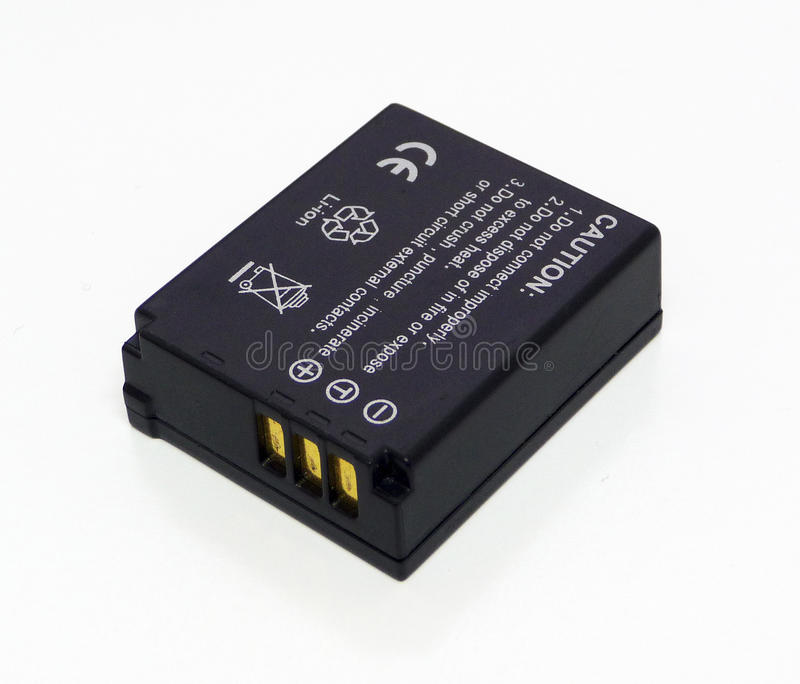 CAUTION:
1.Do not connect improperly.
2.Do not dispose of in fire or expose
to excess heat.
3.Do not crush , puncture : incinerate
or short circuit external contacts.
CE
Li-ion
+ T -
dreamstime